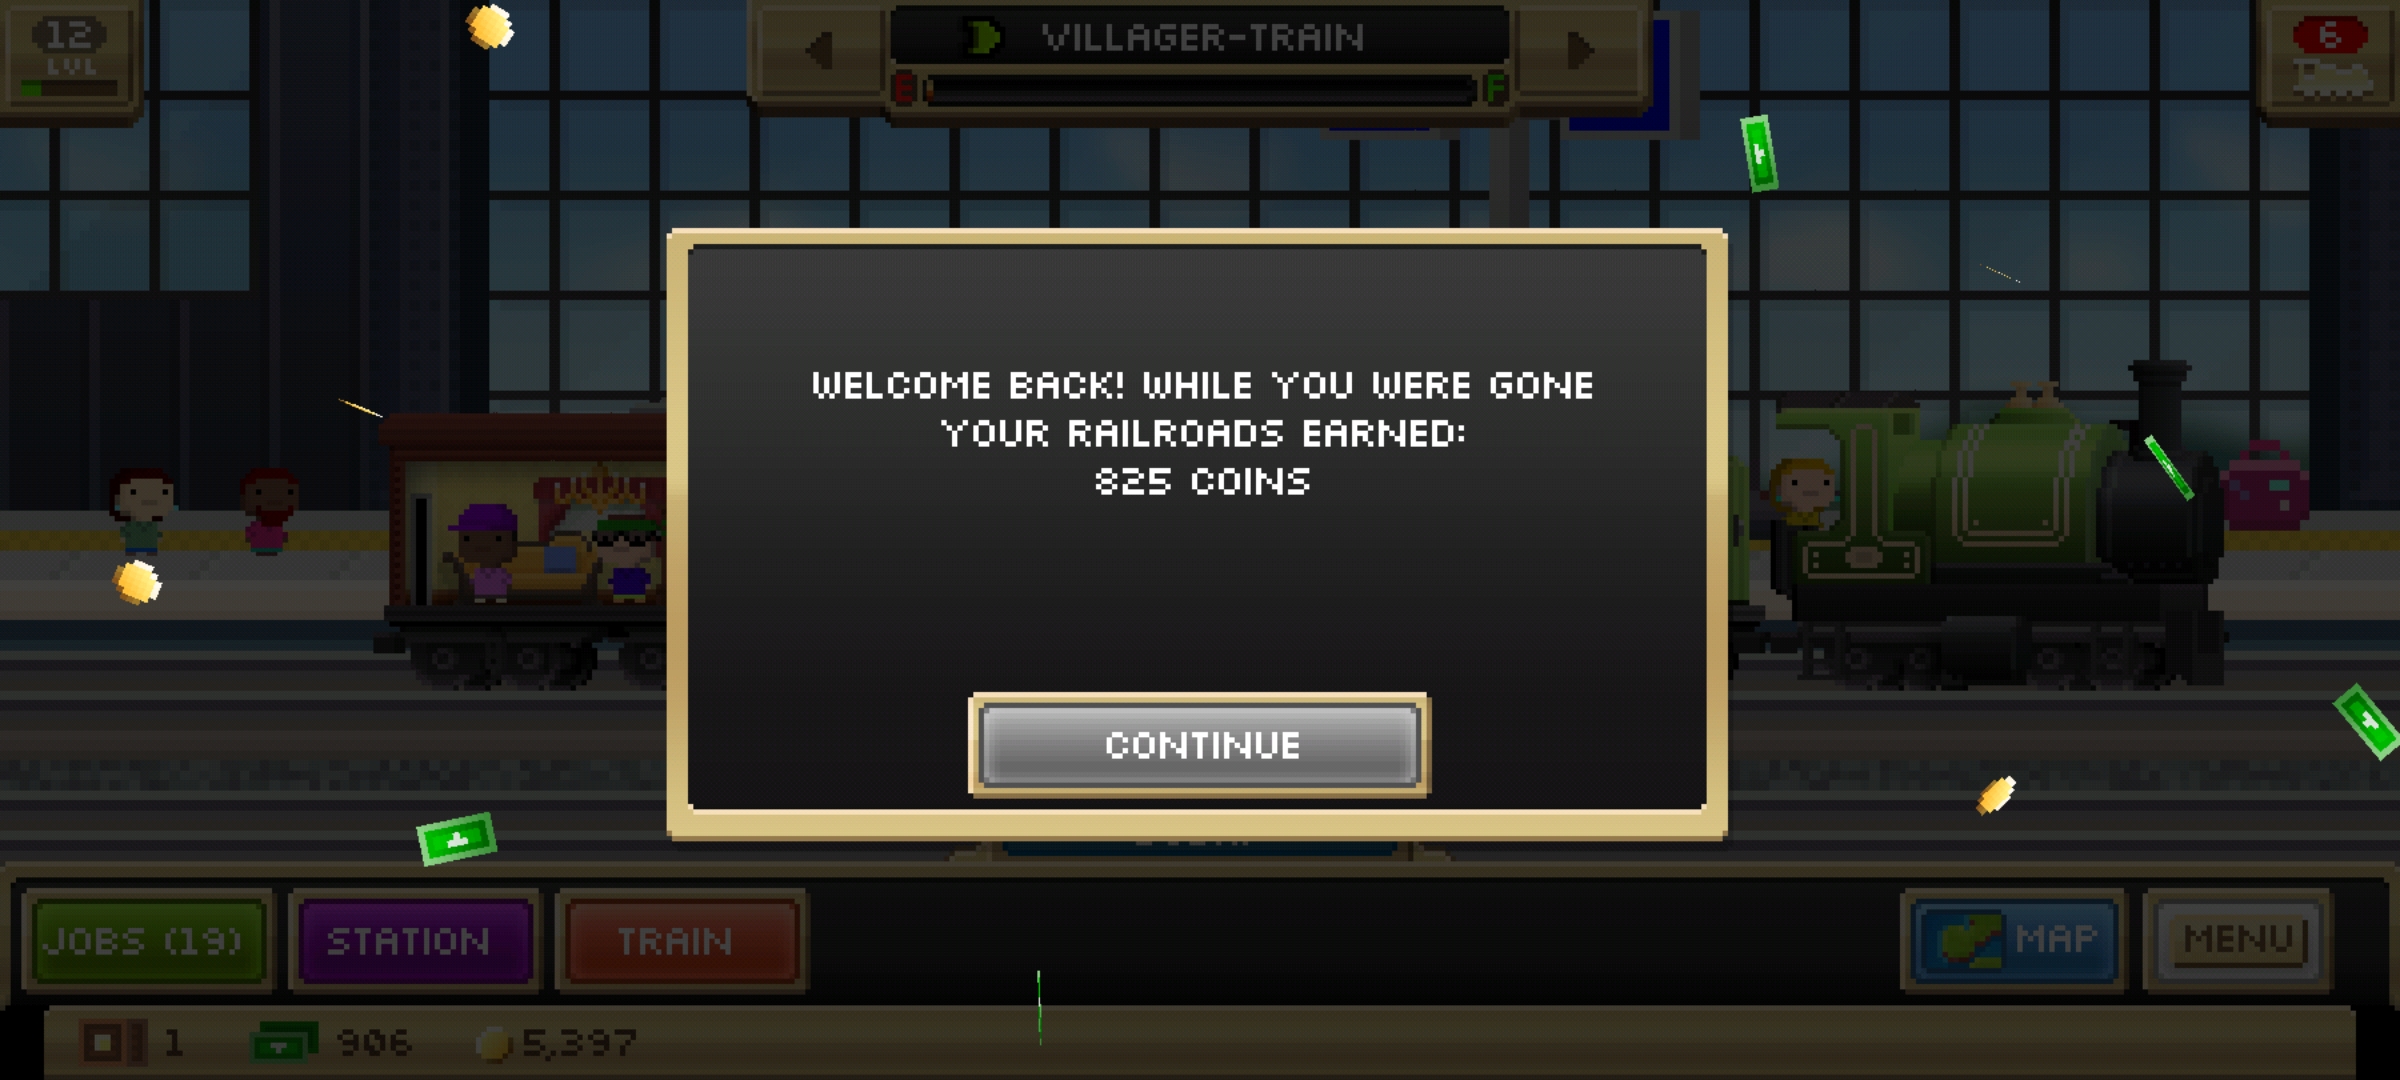 12
LVL
VILLAGER-TRAIN
E F
6
WELCOME BACK! WHILE YOU WERE GONE
YOUR RAILROADS EARNED:
825 COINS
CONTINUE
JOBS (19)
STATION
TRAIN
MAP
MENU
1
906
5,397